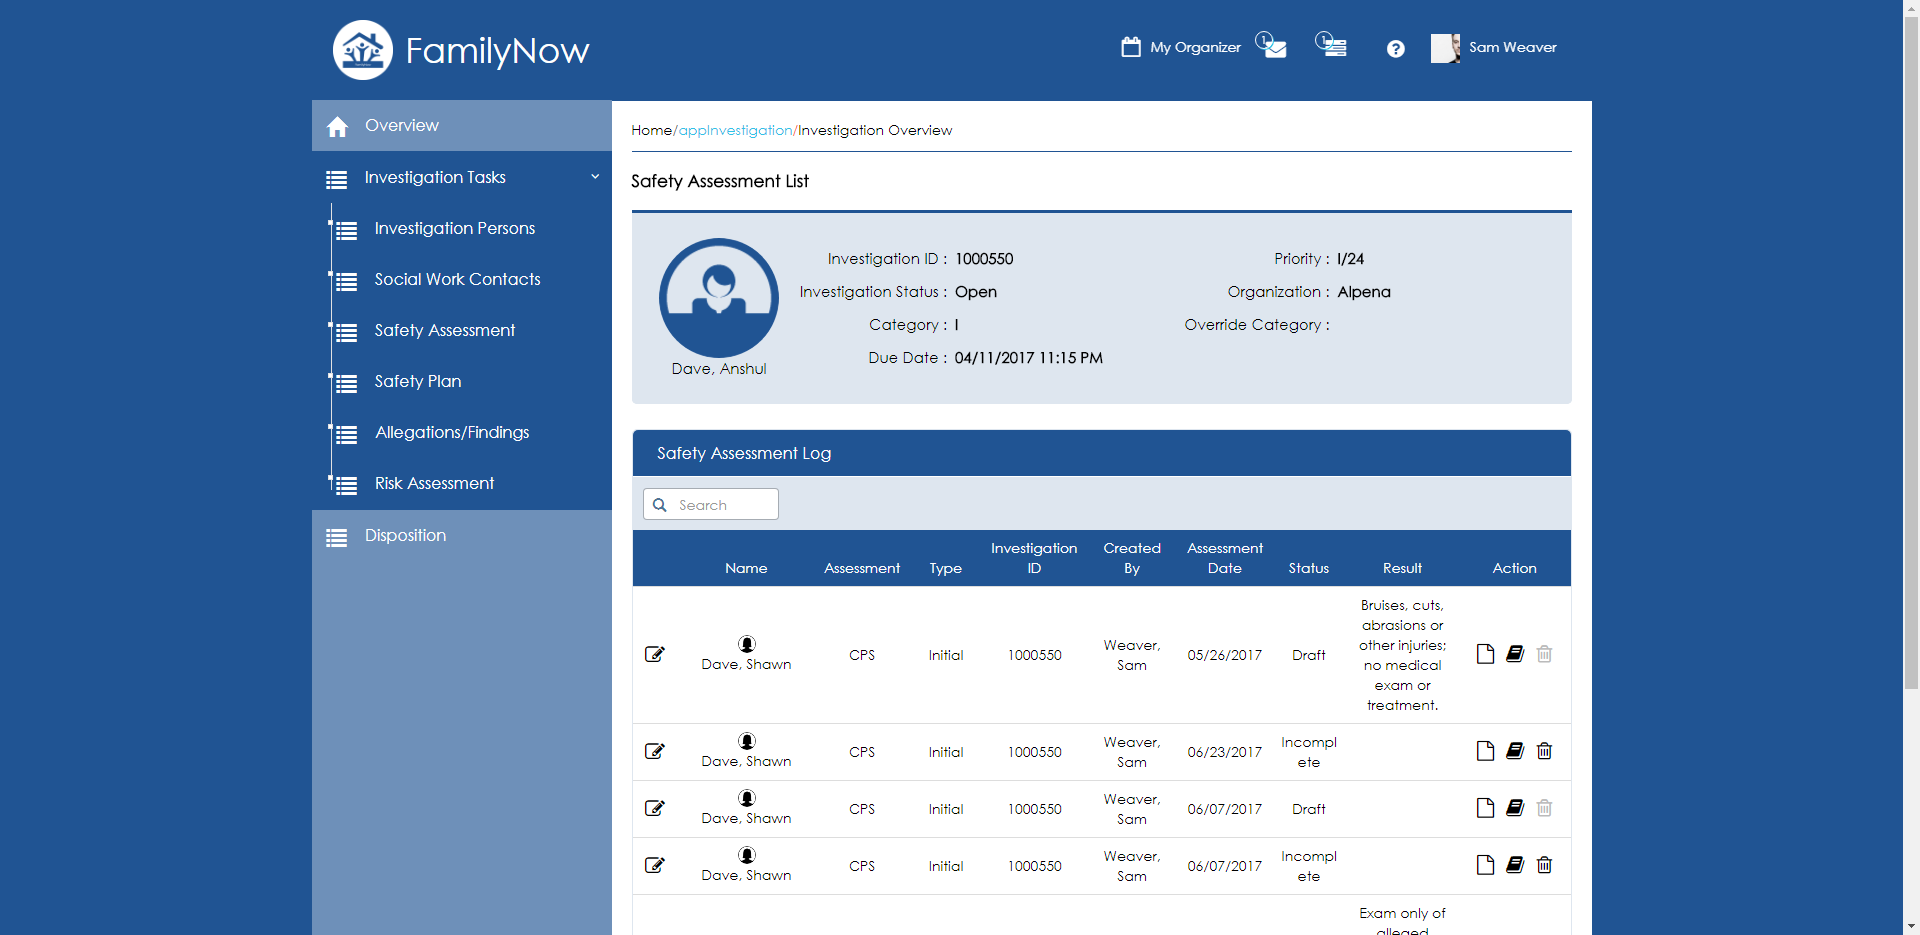 FamilyNow
My Organizer
1
1
Sam Weaver
Overview
Investigation Tasks
Investigation Persons
Social Work Contacts
Safety Assessment
Safety Plan
Allegations/Findings
Risk Assessment
Disposition
Home/appInvestigation/Investigation Overview
Safety Assessment List
Dave, Anshul
Investigation ID : 1000550
Investigation Status : Open
Category : I
Due Date : 04/11/2017 11:15 PM
Priority : I/24
Organization : Alpena
Override Category :
Safety Assessment Log
Search
Name
Assessment
Type
Investigation
ID
Created
By
Assessment
Date
Status
Result
Action
Dave, Shawn
CPS
Initial
1000550
Weaver,
Sam
05/26/2017
Draft
Bruises, cuts,
abrasions or
other injuries;
no medical
exam or
treatment.
Dave, Shawn
CPS
Initial
1000550
Weaver,
Sam
06/23/2017
Incompl
ete
Dave, Shawn
CPS
Initial
1000550
Weaver,
Sam
06/07/2017
Draft
Dave, Shawn
CPS
Initial
1000550
Weaver,
Sam
06/07/2017
Incompl
ete
Exam only of
alleged